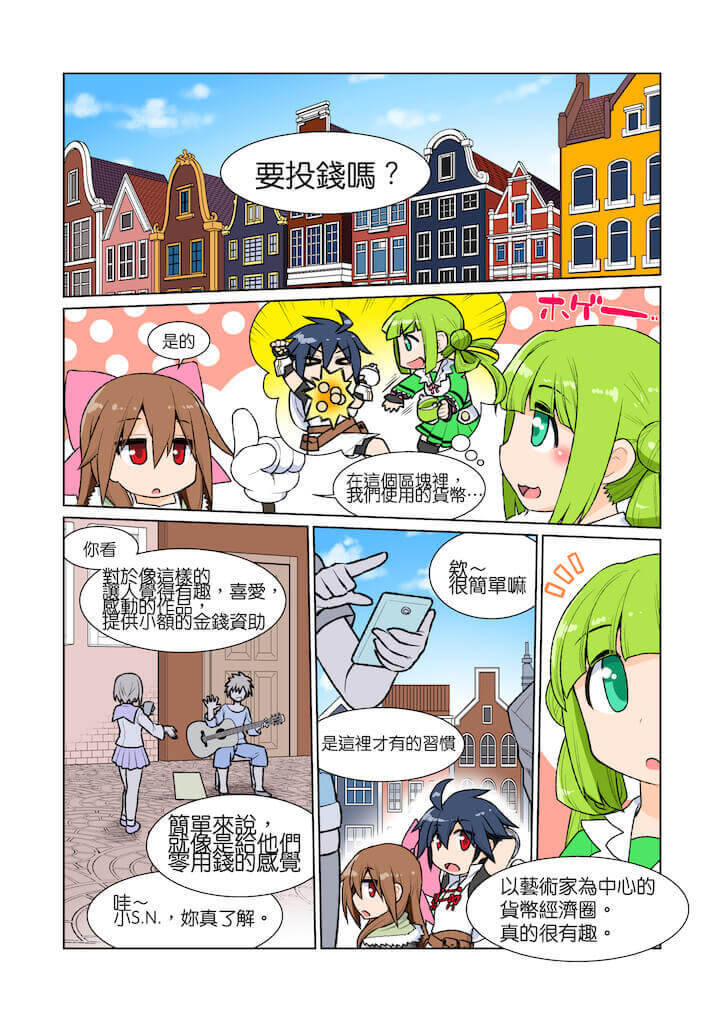 要投錢嗎？
ホゲー
是的
在這個區塊裡，
我們使用的貨幣⋯
你看
對於像這樣的
讓人覺得有趣，喜愛，
感動的作品，
提供小額的金錢資助
簡單來說，
就像是給他們
零用錢的感覺
哇～
小S.N.，妳真了解。
欸～
很簡單嘛
是這裡才有的習慣
以藝術家為中心的
貨幣經濟圈。
真的很有趣。